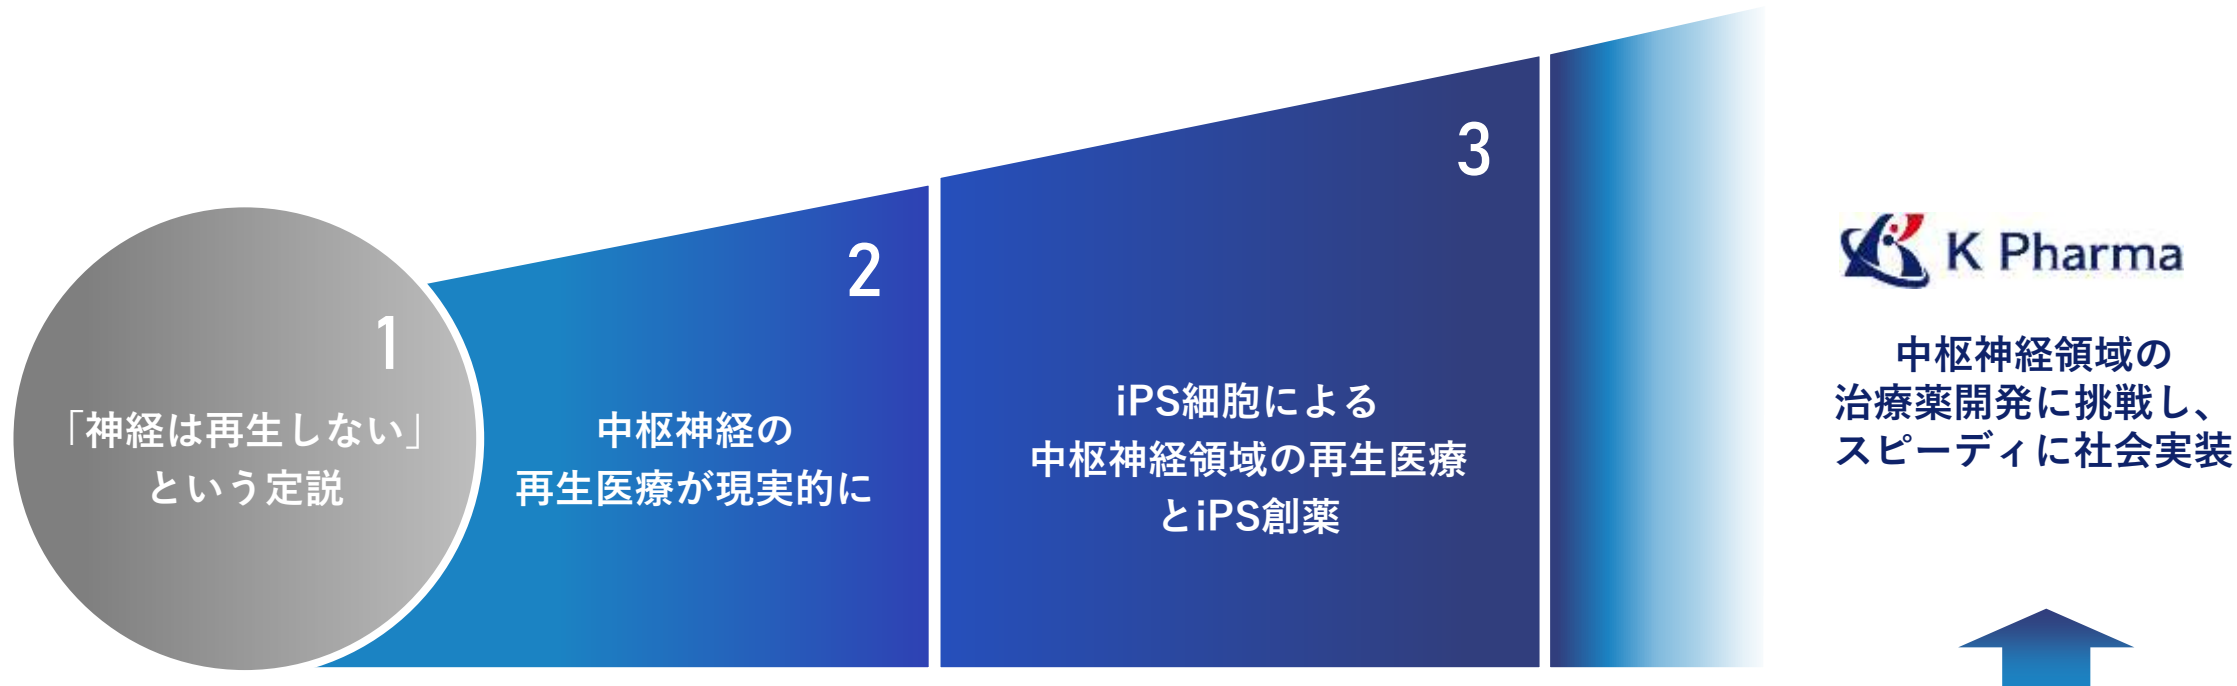 1
「神経は再生しない」
という定説
2
中枢神経の
再生医療が現実的に
3
iPS細胞による
中枢神経領域の再生医療
とiPS創薬
K Pharma
中枢神経領域の
治療薬開発に挑戦し、
スピーディに社会実装